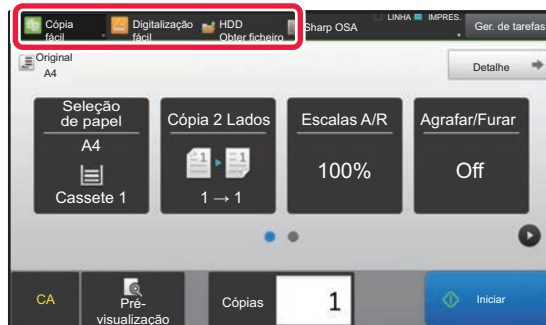 Cópia
fácil
Digitalização
fácil
HDD
Obter ficheiro
Sharp OSA
LINHA
IMPRES.
Ger. de tarefas
Original
A4
Detalhe
Seleção
de papel
A4
Cassete 1
Cópia 2 Lados
1 1
1 → 1
Escalas A/R
100%
Agrafar/Furar
Off
CA
Pré-
visualização
Cópias
1
Iniciar